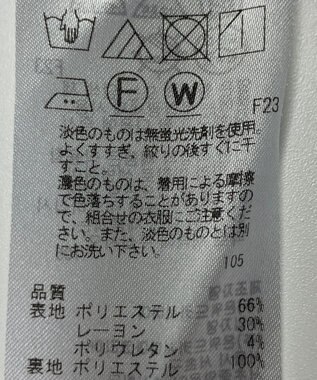 F W
F23
淡色のものは無蛍光洗剤を使用。
よくすすぎ、絞りの後すぐに干
すこと。
濃色のものは、着用による摩擦
で色落ちすることがありますの
で、組合せの衣服にご注意くだ
さい。また、淡色のものとは別
にお洗い下さい。
105
品質
表地 ポリエステル 66%
レーヨン 30%
ポリウレタン 4%
裏地 ポリエステル 100%